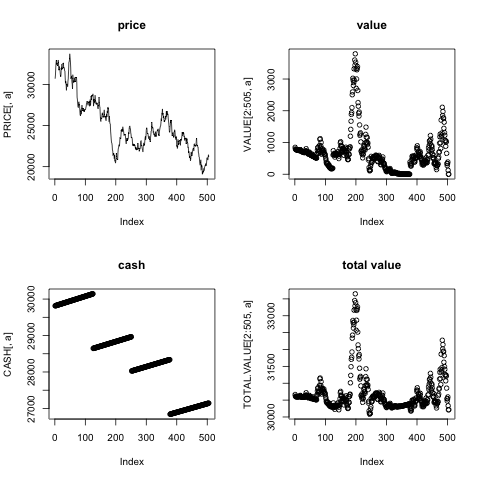 price
PRICE[, a]
30000
25000
20000
0 100 200 300 400 500
Index
value
VALUE[2:505, a]
3000
2000
1000
0
0 100 200 300 400 500
Index
cash
CASH[, a]
30000
29000
28000
27000
0 100 200 300 400 500
Index
total value
TOTAL.VALUE[2:505, a]
33000
31500
30000
0 100 200 300 400 500
Index